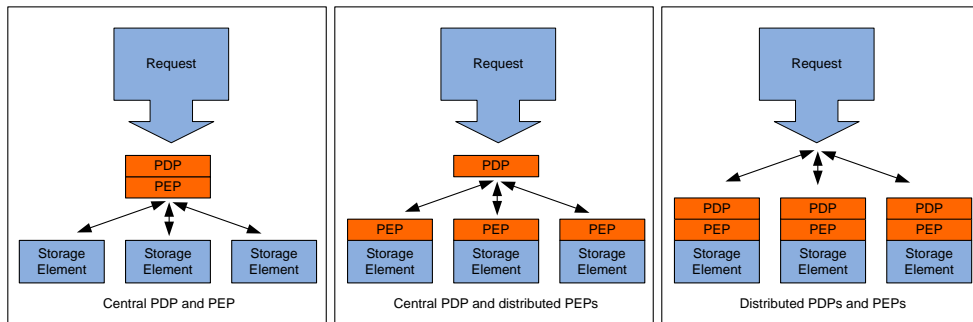 Request
PDP
PEP
Storage
Element
Storage
Element
Storage
Element
Central PDP and PEP
Request
PDP
PEP
PEP
PEP
Storage
Element
Storage
Element
Storage
Element
Central PDP and distributed PEPs
Request
PDP
PEP
Storage
Element
PDP
PEP
Storage
Element
PDP
PEP
Storage
Element
Distributed PDPs and PEPs